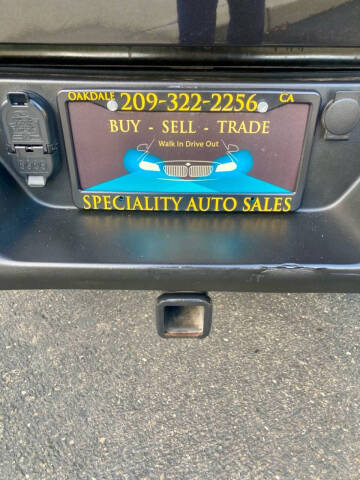 OAKDALE 209-322-2256 CA
BUY - SELL - TRADE
Walk In Drive Out
SPECIALITY AUTO SALES